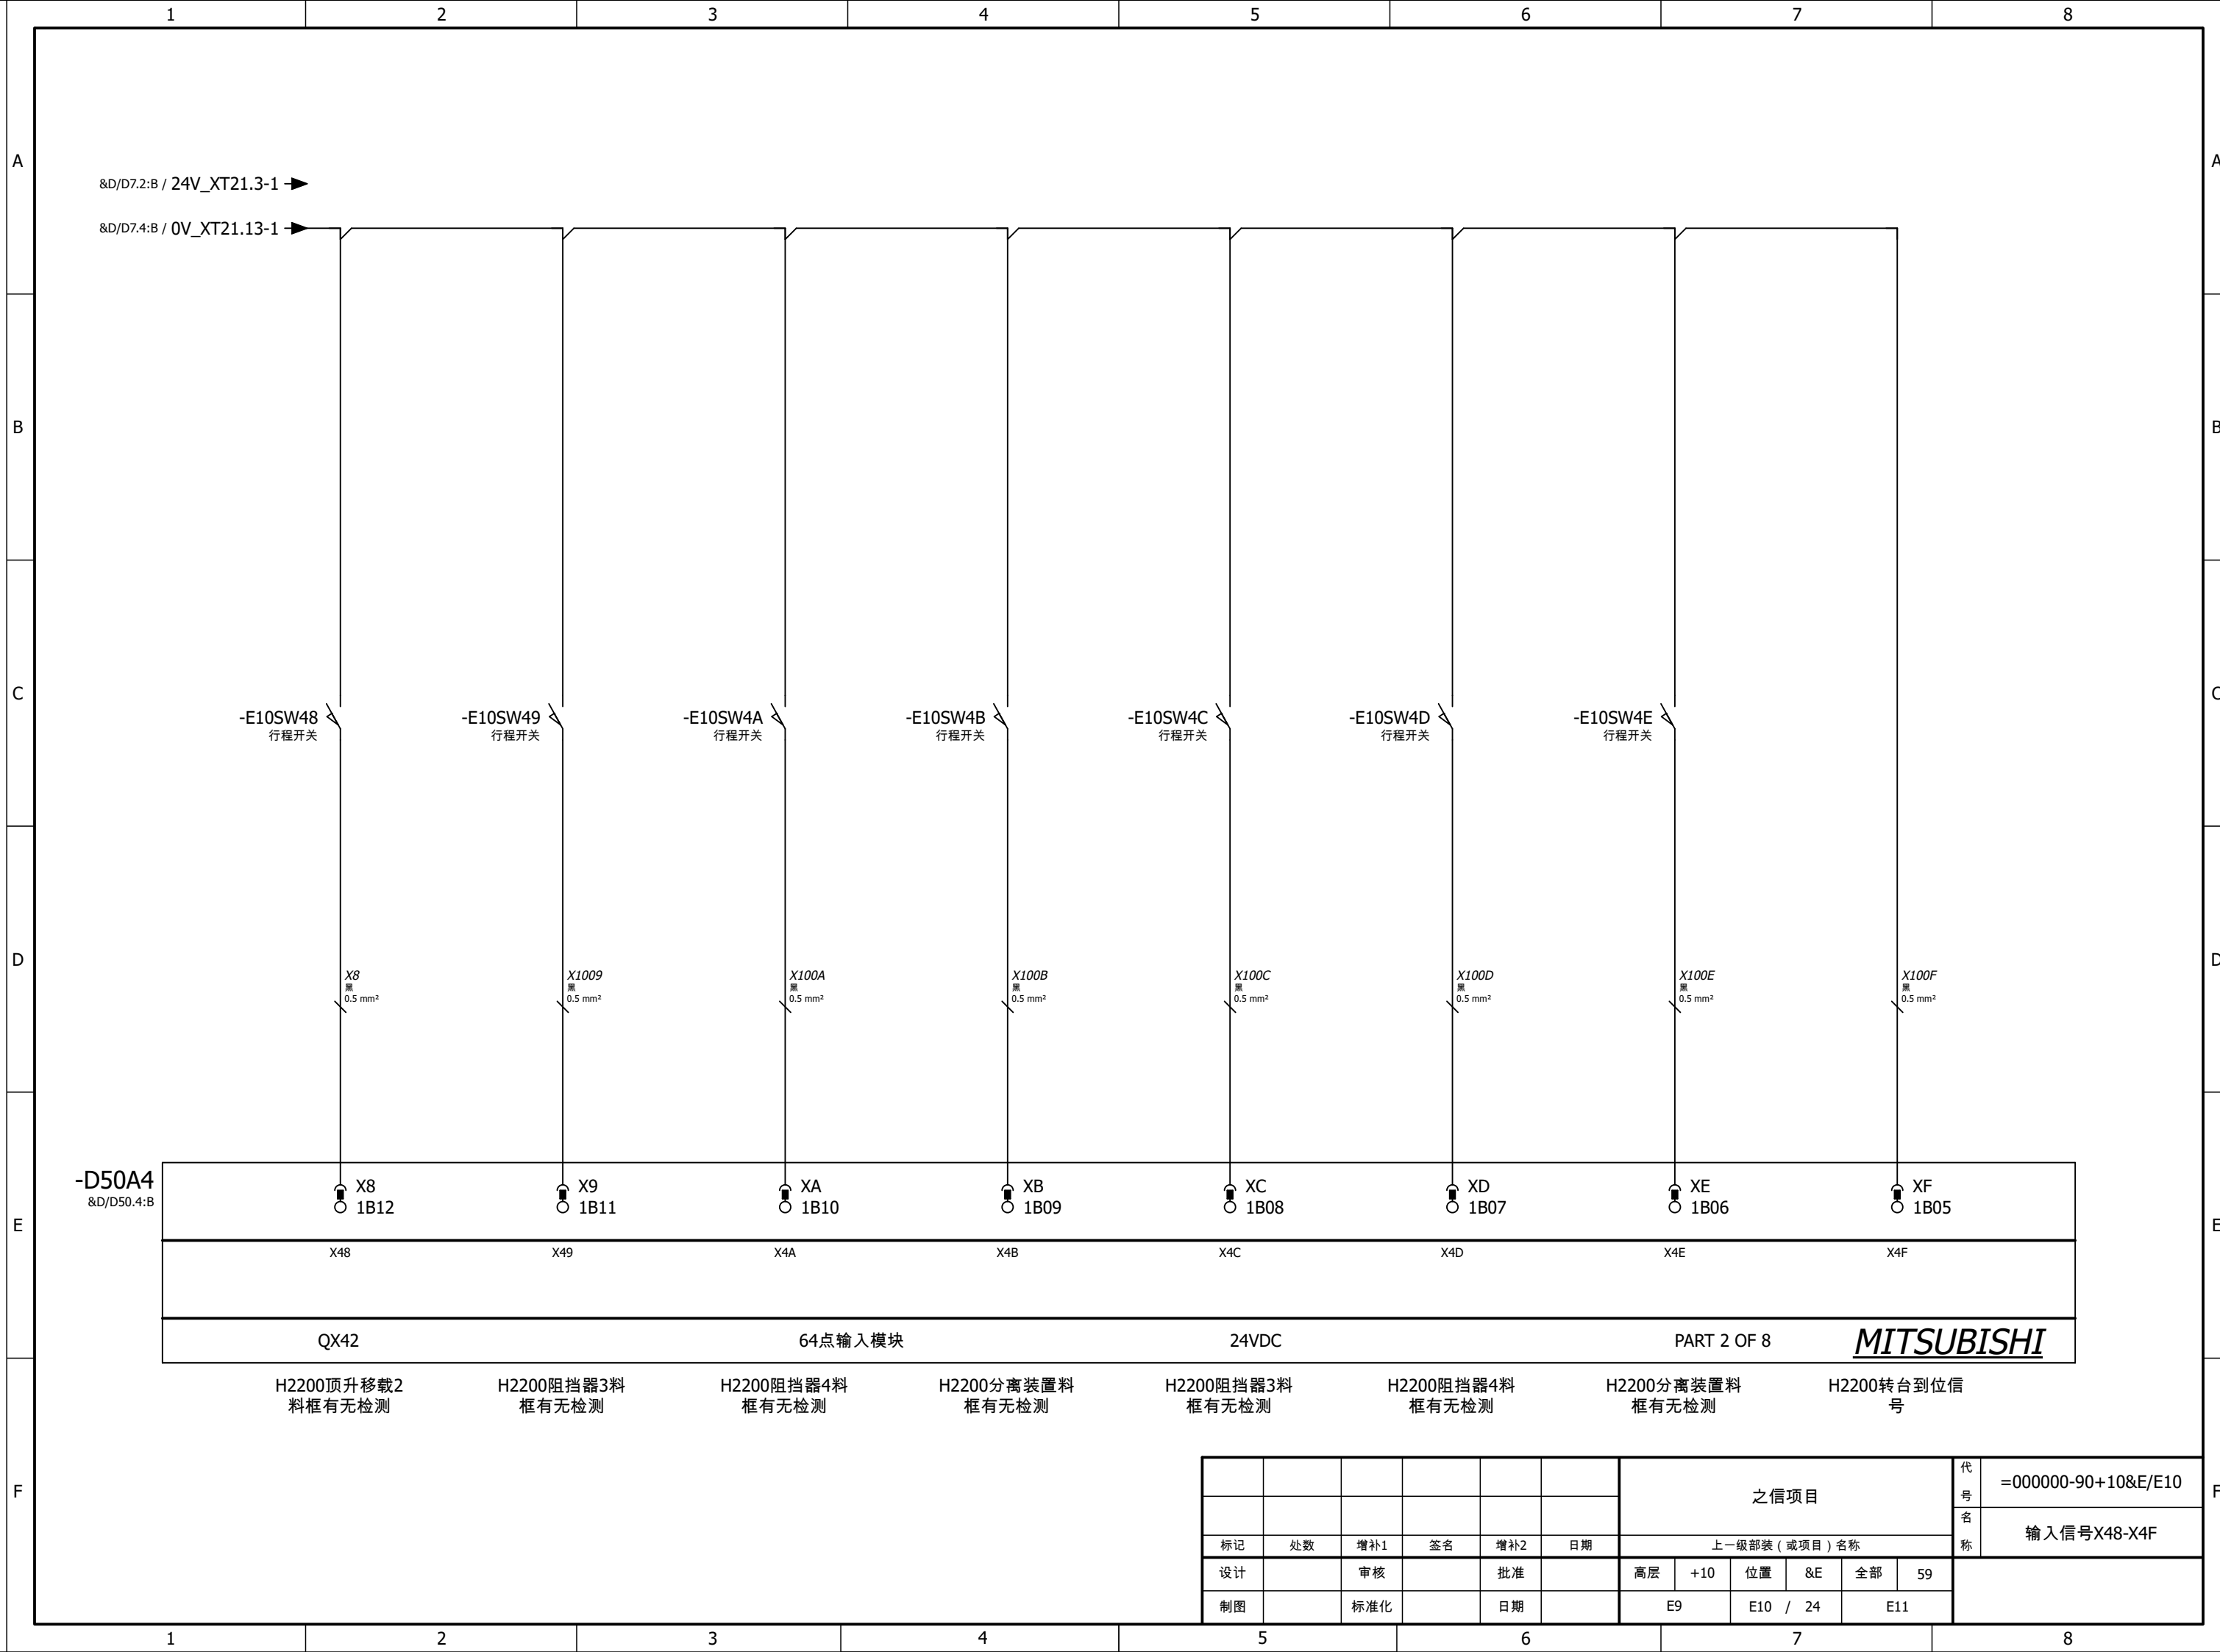 1 2 3 4 5 6 7 8
A A
&D/D7.2:B / 24V_XT21.3-1
&D/D7.4:B / 0V_XT21.13-1
B B
C C
-E10SW48 -E10SW49 -E10SW4A -E10SW4B -E10SW4C -E10SW4D -E10SW4E
行程开关 行程开关 行程开关 行程开关 行程开关 行程开关 行程开关
D D
X8 X1009 X100A X100B X100C X100D X100E X100F
黑 黑 黑 黑 黑 黑 黑 黑
0.5 mm² 0.5 mm² 0.5 mm² 0.5 mm² 0.5 mm² 0.5 mm² 0.5 mm² 0.5 mm²
-D50A4
&D/D50.4:B
X8 X9 XA XB XC XD XE XF
1B12 1B11 1B10 1B09 1B08 1B07 1B06 1B05
E E
X48 X49 X4A X4B X4C X4D X4E X4F
QX42 64点输入模块 24VDC PART 2 OF 8 MITSUBISHI
H2200顶升移载2 H2200阻挡器3料 H2200阻挡器4料 H2200分离装置料 H2200阻挡器3料 H2200阻挡器4料 H2200分离装置料 H2200转台到位信
料框有无检测 框有无检测 框有无检测 框有无检测 框有无检测 框有无检测 框有无检测 号
F F
之信项目
代号 =000000-90+10&E/E10
名称 输入信号X48-X4F
标记 处数 增补1 签名 增补2 日期 上一级部装（或项目）名称
设计 审核 批准 高层 +10 位置 &E 全部 59
制图 标准化 日期 E9 E10 / 24 E11
1 2 3 4 5 6 7 8